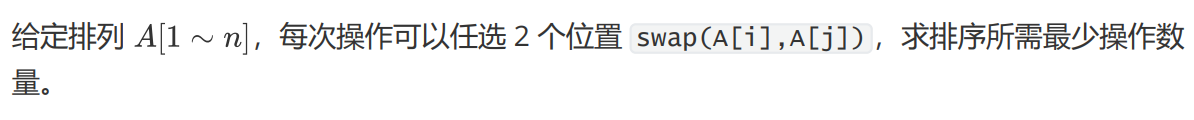 给定排列 A[1 ∼ n]，每次操作可以任选 2 个位置 swap(A[i],A[j])，求排序所需最少操作数
量。